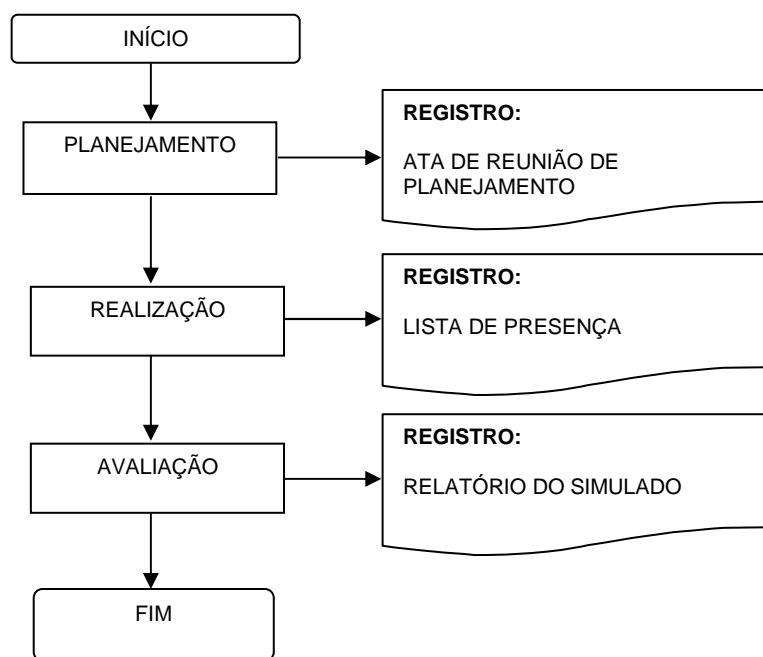 INÍCIO
PLANEJAMENTO
REGISTRO:
ATA DE REUNIÃO DE
PLANEJAMENTO
REALIZAÇÃO
REGISTRO:
LISTA DE PRESENÇA
AVALIAÇÃO
REGISTRO:
RELATÓRIO DO SIMULADO
FIM